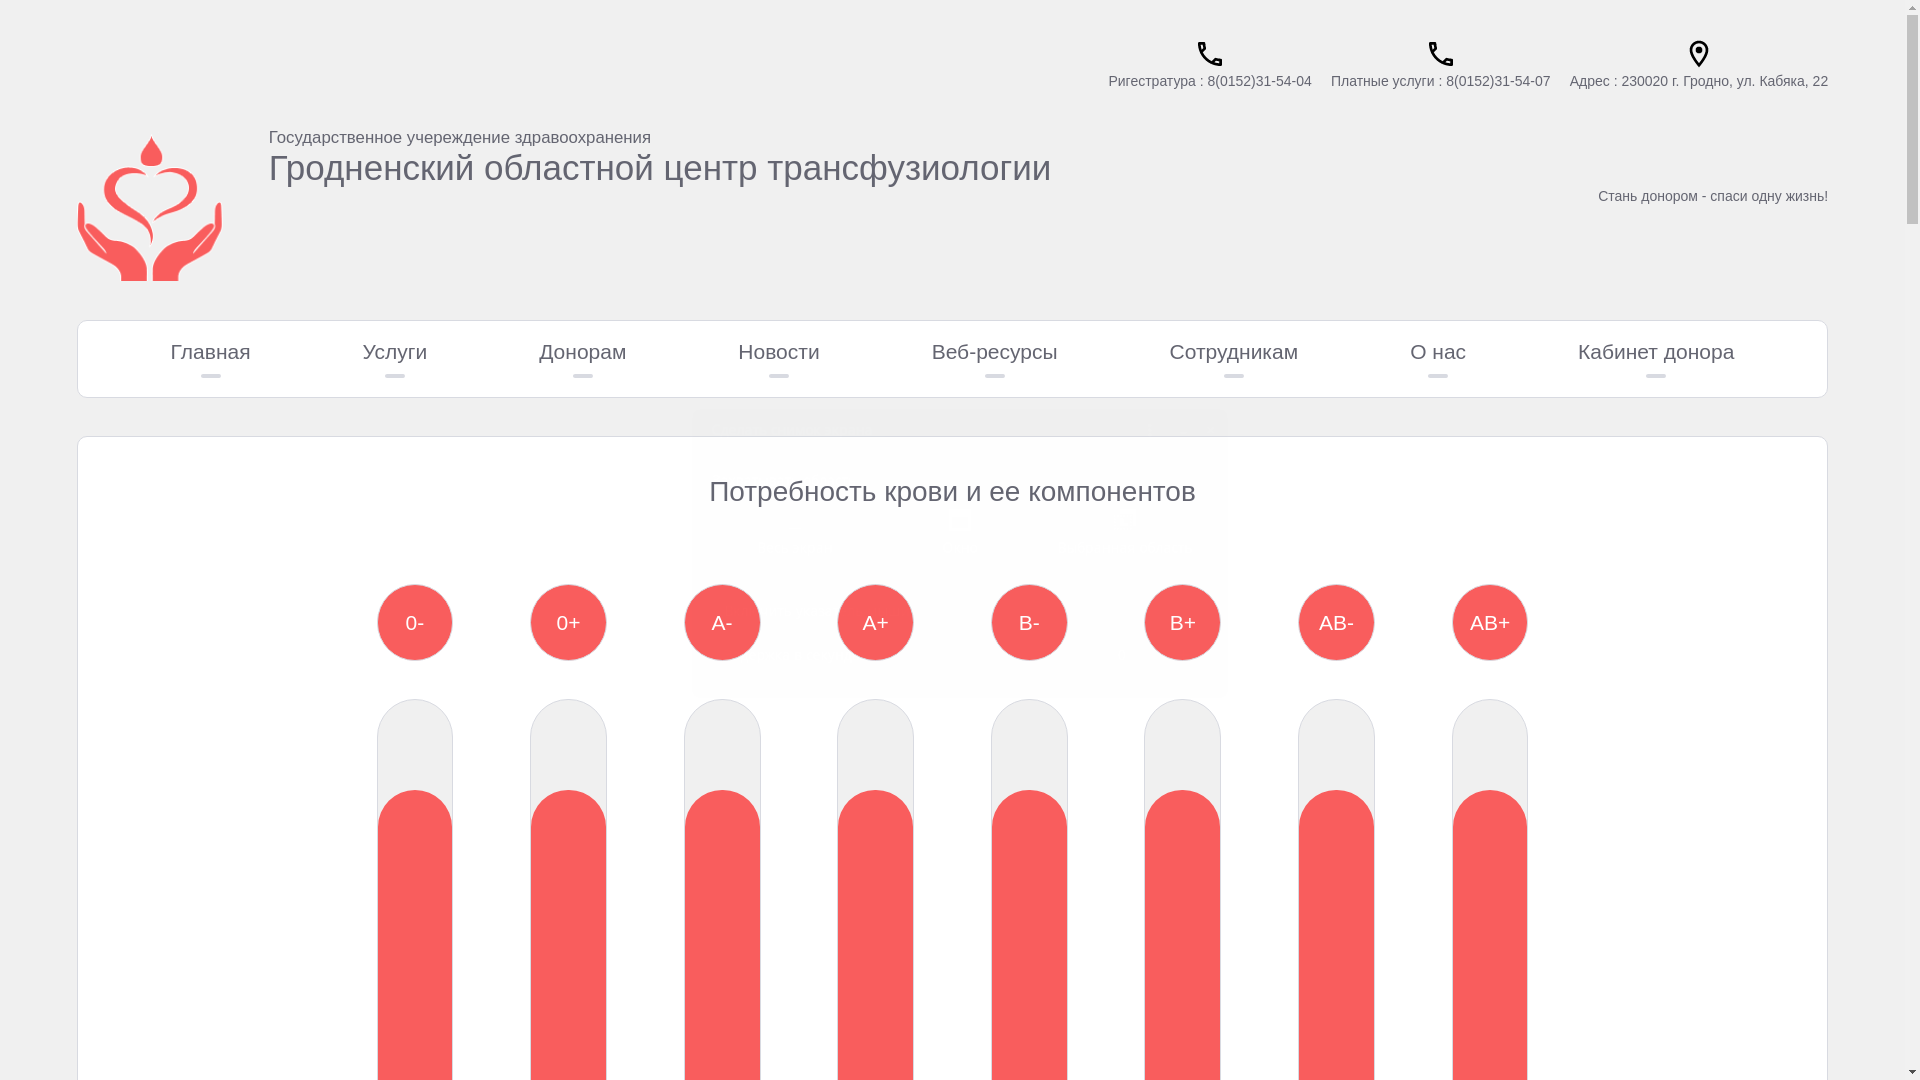 Ригестратура : 8(0152)31-54-04
Платные услуги : 8(0152)31-54-07
Адрес : 230020 г. Гродно, ул. Кабяка, 22
Государственное учереждение здравоохранения
Гродненский областной центр трансфузиологии
Стань донором - спаси одну жизнь!
Главная
Услуги
Донорам
Новости
Веб-ресурсы
Сотрудникам
О нас
Кабинет донора
Потребность крови и ее компонентов
0-
0+
A-
A+
B-
B+
AB-
AB+